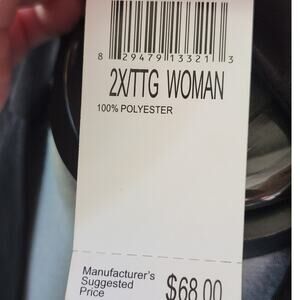 8 29479 13321 3
2X/TTG WOMAN
100% POLYESTER
Manufacturer's
Suggested
Price $68.00